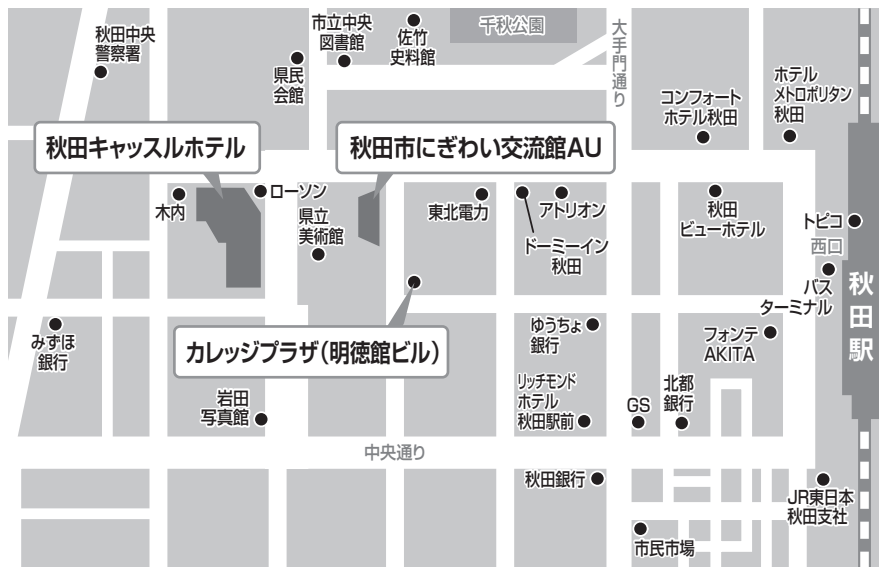 秋田中央
警察署
市立中央
図書館
佐竹
史料館
千秋公園
大手門通り
県民
会館
コンフォート
ホテル秋田
ホテル
メトロポリタン
秋田
秋田キャッスルホテル
秋田市にぎわい交流館AU
木内
ローソン
県立
美術館
東北電力
アトリオン
ドーミーイン
秋田
秋田
ビューホテル
トピコ
西口
バス
ターミナル
秋田駅
みずほ
銀行
カレッジプラザ(明徳館ビル)
ゆうちょ
銀行
フォンテ
AKITA
岩田
写真館
リッチモンド
ホテル
秋田駅前
GS
北都
銀行
中央通り
秋田銀行
JR東日本
秋田支社
市民市場